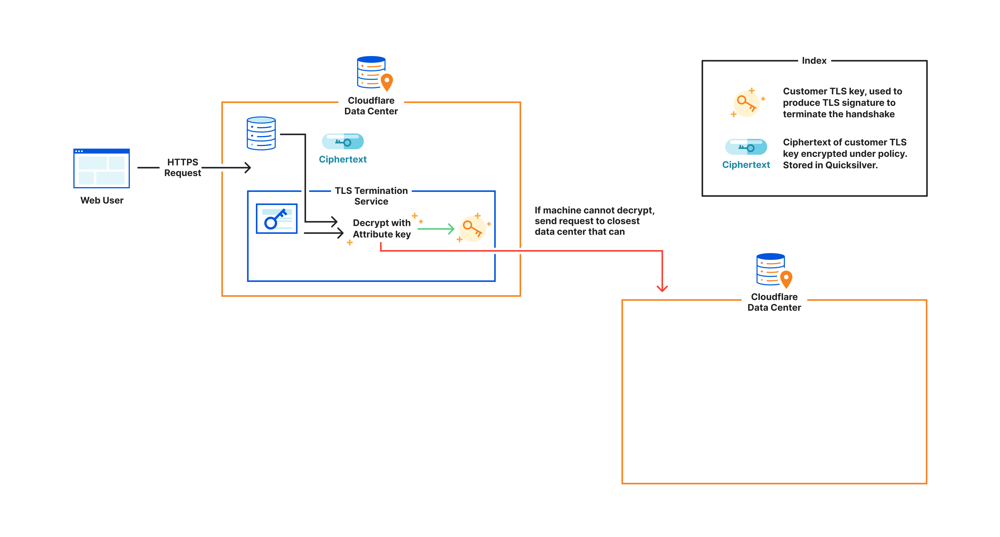 Cloudflare
Data Center
Index
Customer TLS key, used to
produce TLS signature to
terminate the handshake
Ciphertext
Ciphertext of customer TLS
key encrypted under policy.
Stored in Quicksilver.
Ciphertext
HTTPS
Request
Web User
TLS Termination
Service
Decrypt with
Attribute key
If machine cannot decrypt,
send request to closest
data center that can
Cloudflare
Data Center